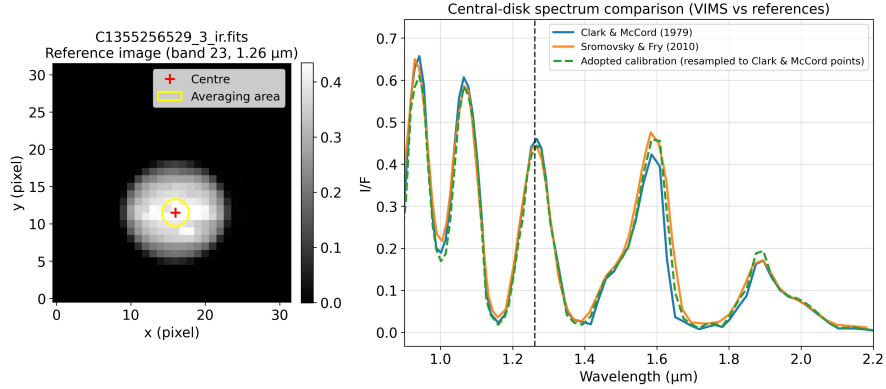 C1355256529_3_ir.fits
Reference image (band 23, 1.26 μm)
Centre
Averaging area
30
25
20
15
10
5
0
y (pixel)
0
10
20
30
x (pixel)
0.4
0.3
0.2
0.1
0.0
Central-disk spectrum comparison (VIMS vs references)
Clark & McCord (1979)
Sromovsky & Fry (2010)
Adopted calibration (resampled to Clark & McCord points)
0.7
0.6
0.5
0.4
0.3
0.2
0.1
0.0
I/F
1.0
1.2
1.4
1.6
1.8
2.0
2.2
Wavelength (μm)